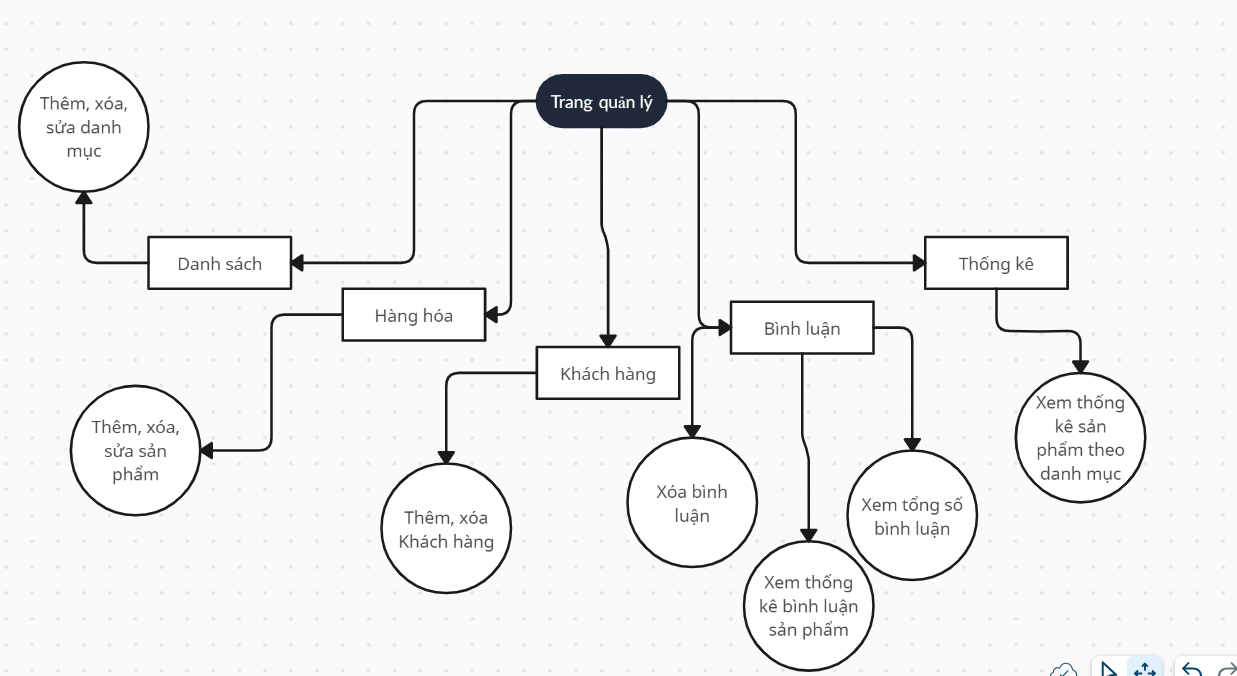 Trang quản lý
Thêm, xóa,
sửa danh
mục
Danh sách
Thống kê
Hàng hóa
Bình luận
Khách hàng
Thêm, xóa,
sửa sản
phẩm
Thêm, xóa
Khách hàng
Xóa bình
luận
Xem thống
kê bình luận
sản phẩm
Xem tổng số
bình luận
Xem thống
kê sản
phẩm theo
danh mục